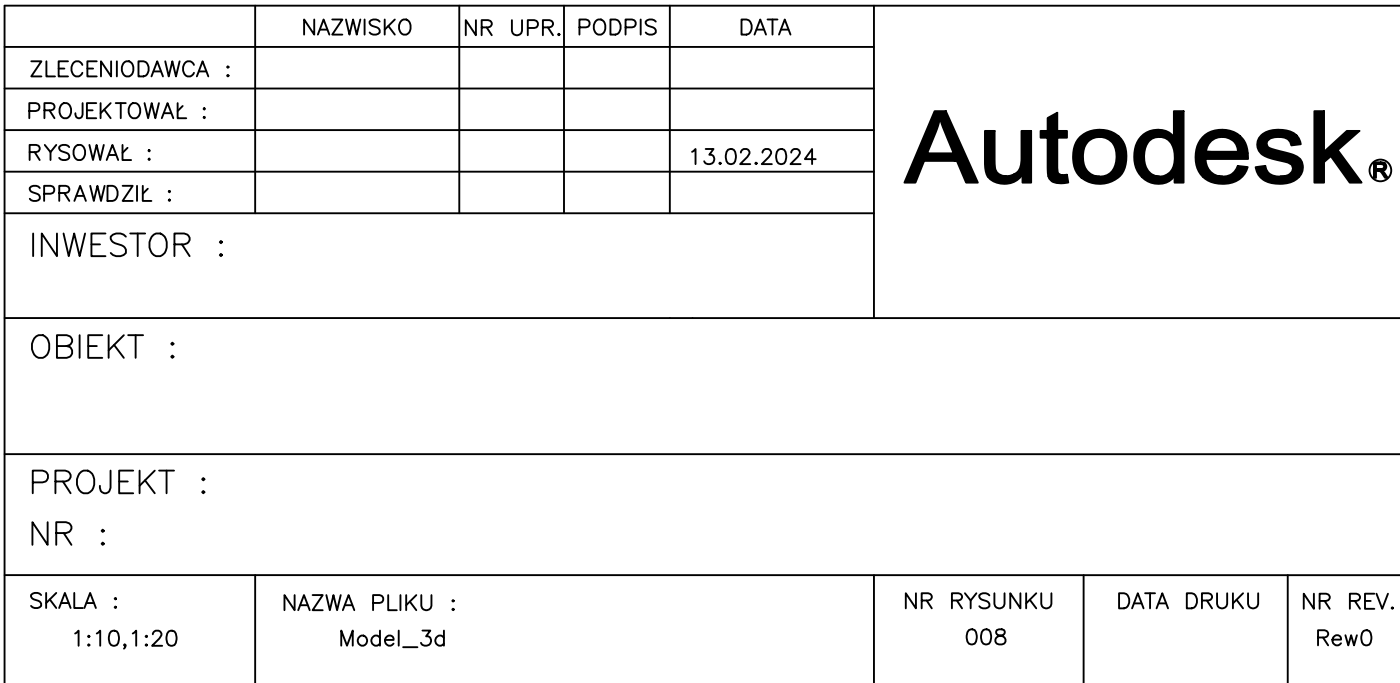 NAZWISKO NR UPR. PODPIS DATA
ZLECENIODAWCA :
PROJEKTOWAŁ :
RYSOWAŁ : 13.02.2024
SPRAWDZIŁ :
Autodesk®
INWESTOR :
OBIEKT :
PROJEKT :
NR :
SKALA : NAZWA PLIKU : NR RYSUNKU DATA DRUKU NR REV.
1:10,1:20 Model_3d 008 Rew0